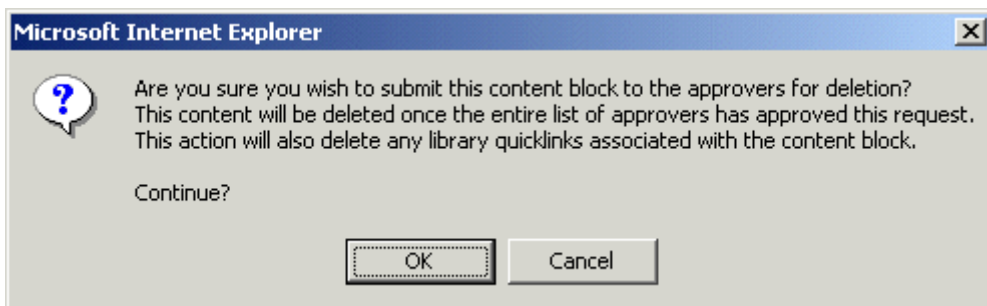 Microsoft Internet Explorer
Are you sure you wish to submit this content block to the approvers for deletion?
This content will be deleted once the entire list of approvers has approved this request.
This action will also delete any library quicklinks associated with the content block.
Continue?
OK
Cancel